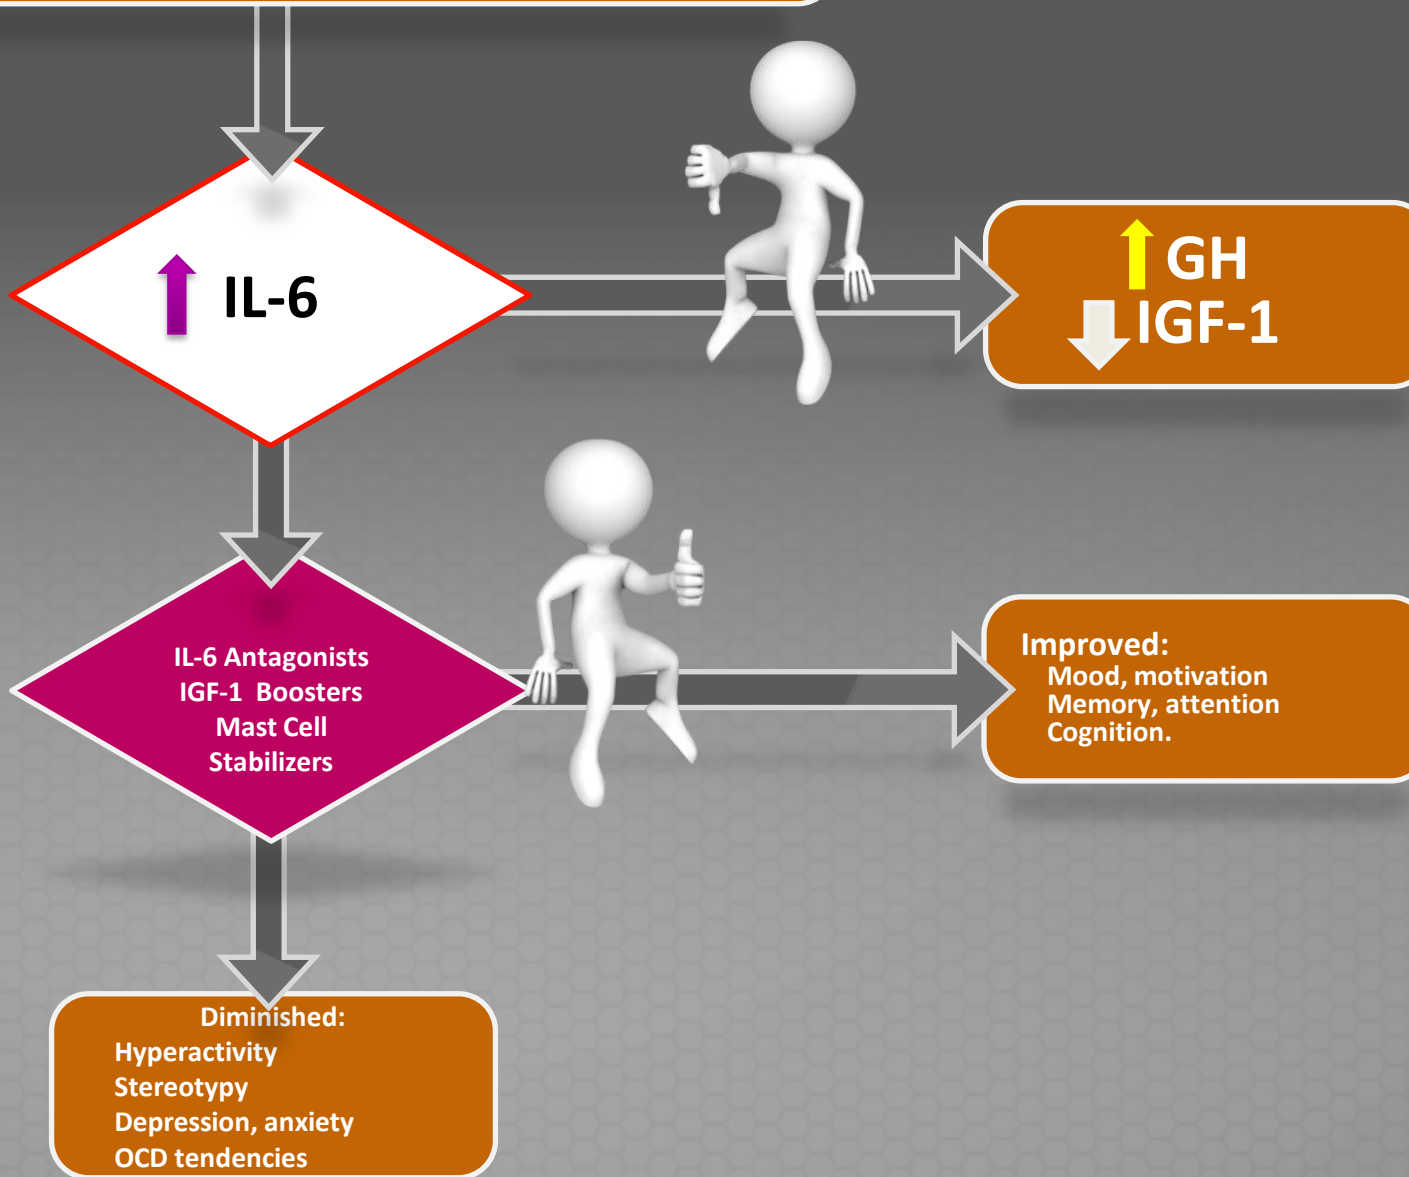 IL-6
GH
IGF-1
IL-6 Antagonists
IGF-1 Boosters
Mast Cell
Stabilizers
Improved:
Mood, motivation
Memory, attention
Cognition.
Diminished:
Hyperactivity
Stereotypy
Depression, anxiety
OCD tendencies